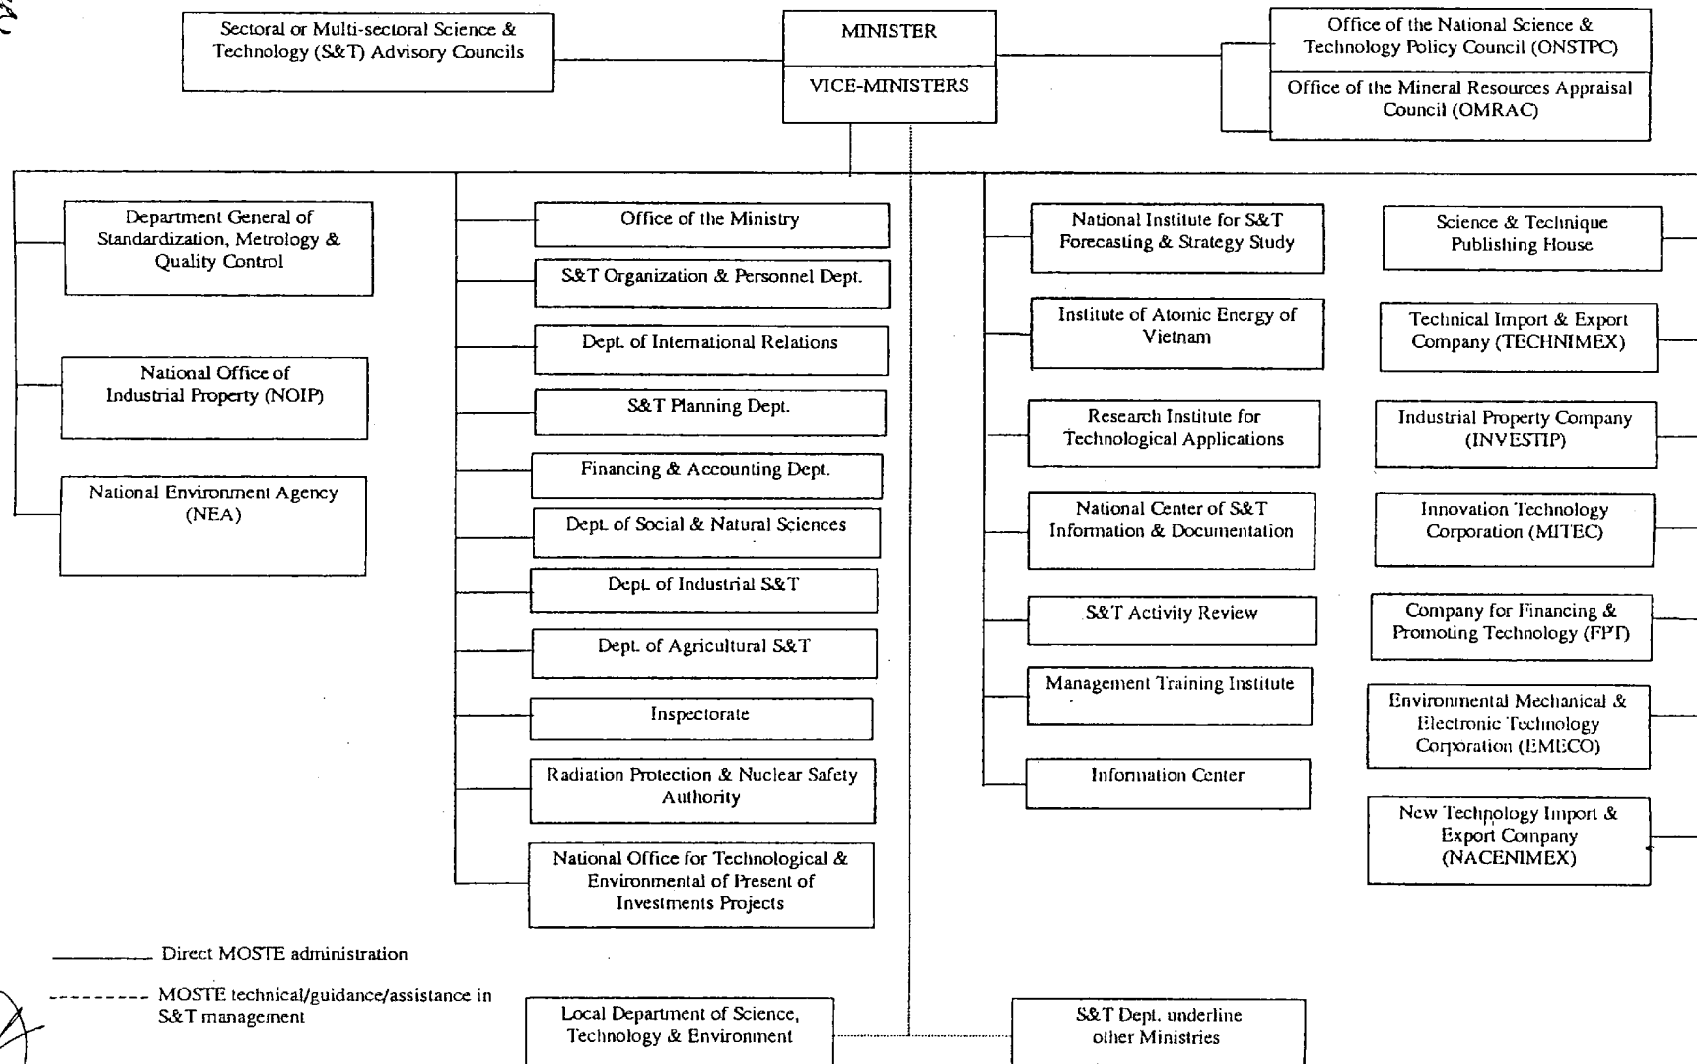 Sectoral or Multi-sectoral Science &
Technology (S&T) Advisory Councils
MINISTER
VICE-MINISTERS
Office of the National Science &
Technology Policy Council (ONSTPC)
Office of the Mineral Resources Appraisal
Council (OMRAC)
Department General of
Standardization, Metrology &
Quality Control
National Office of
Industrial Property (NOIP)
National Environment Agency
(NEA)
Office of the Ministry
S&T Organization & Personnel Dept.
Dept. of International Relations
S&T Planning Dept.
Financing & Accounting Dept.
Dept. of Social & Natural Sciences
Dept. of Industrial S&T
Dept. of Agricultural S&T
Inspectorate
Radiation Protection & Nuclear Safety
Authority
National Office for Technological &
Environmental of Present of
Investments Projects
National Institute for S&T
Forecasting & Strategy Study
Institute of Atomic Energy of
Vietnam
Research Institute for
Technological Applications
National Center of S&T
Information & Documentation
S&T Activity Review
Management Training Institute
Information Center
Science & Technique
Publishing House
Technical Import & Export
Company (TECHNIMEX)
Industrial Property Company
(INVESTIP)
Innovation Technology
Corporation (MITEC)
Company for Financing &
Promoting Technology (FPT)
Environmental Mechanical &
Electronic Technology
Corporation (EMECO)
New Technology Import &
Export Company
(NACENIMEX)
Direct MOSTE administration
MOSTE technical/guidance/assistance in
S&T management
Local Department of Science,
Technology & Environment
S&T Dept. underline
other Ministries